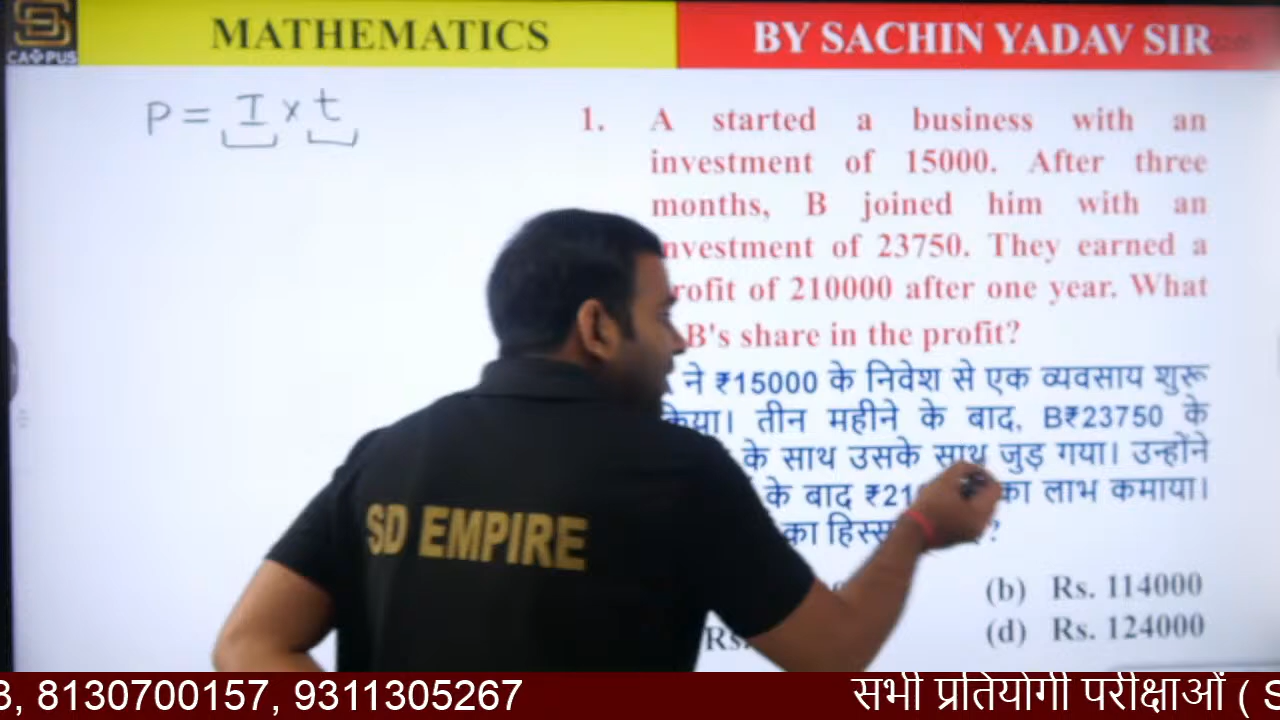 MATHEMATICS
BY SACHIN YADAV SIR
CAMPUS
P = I × t
1. A started a business with an
investment of 15000. After three
months, B joined him with an
nvestment of 23750. They earned a
rofit of 210000 after one year. What
B's share in the profit?
ने ₹15000 के निवेश से एक व्यवसाय शुरू
किया। तीन महीने के बाद, B₹23750 के
के साथ उसके साथ जुड़ गया। उन्होंने
के बाद ₹21 का लाभ कमाया।
का हिस्स ?
(b) Rs. 114000
Rs. (d) Rs. 124000
SD EMPIRE
3, 8130700157, 9311305267
सभी प्रतियोगी परीक्षाओं ( S